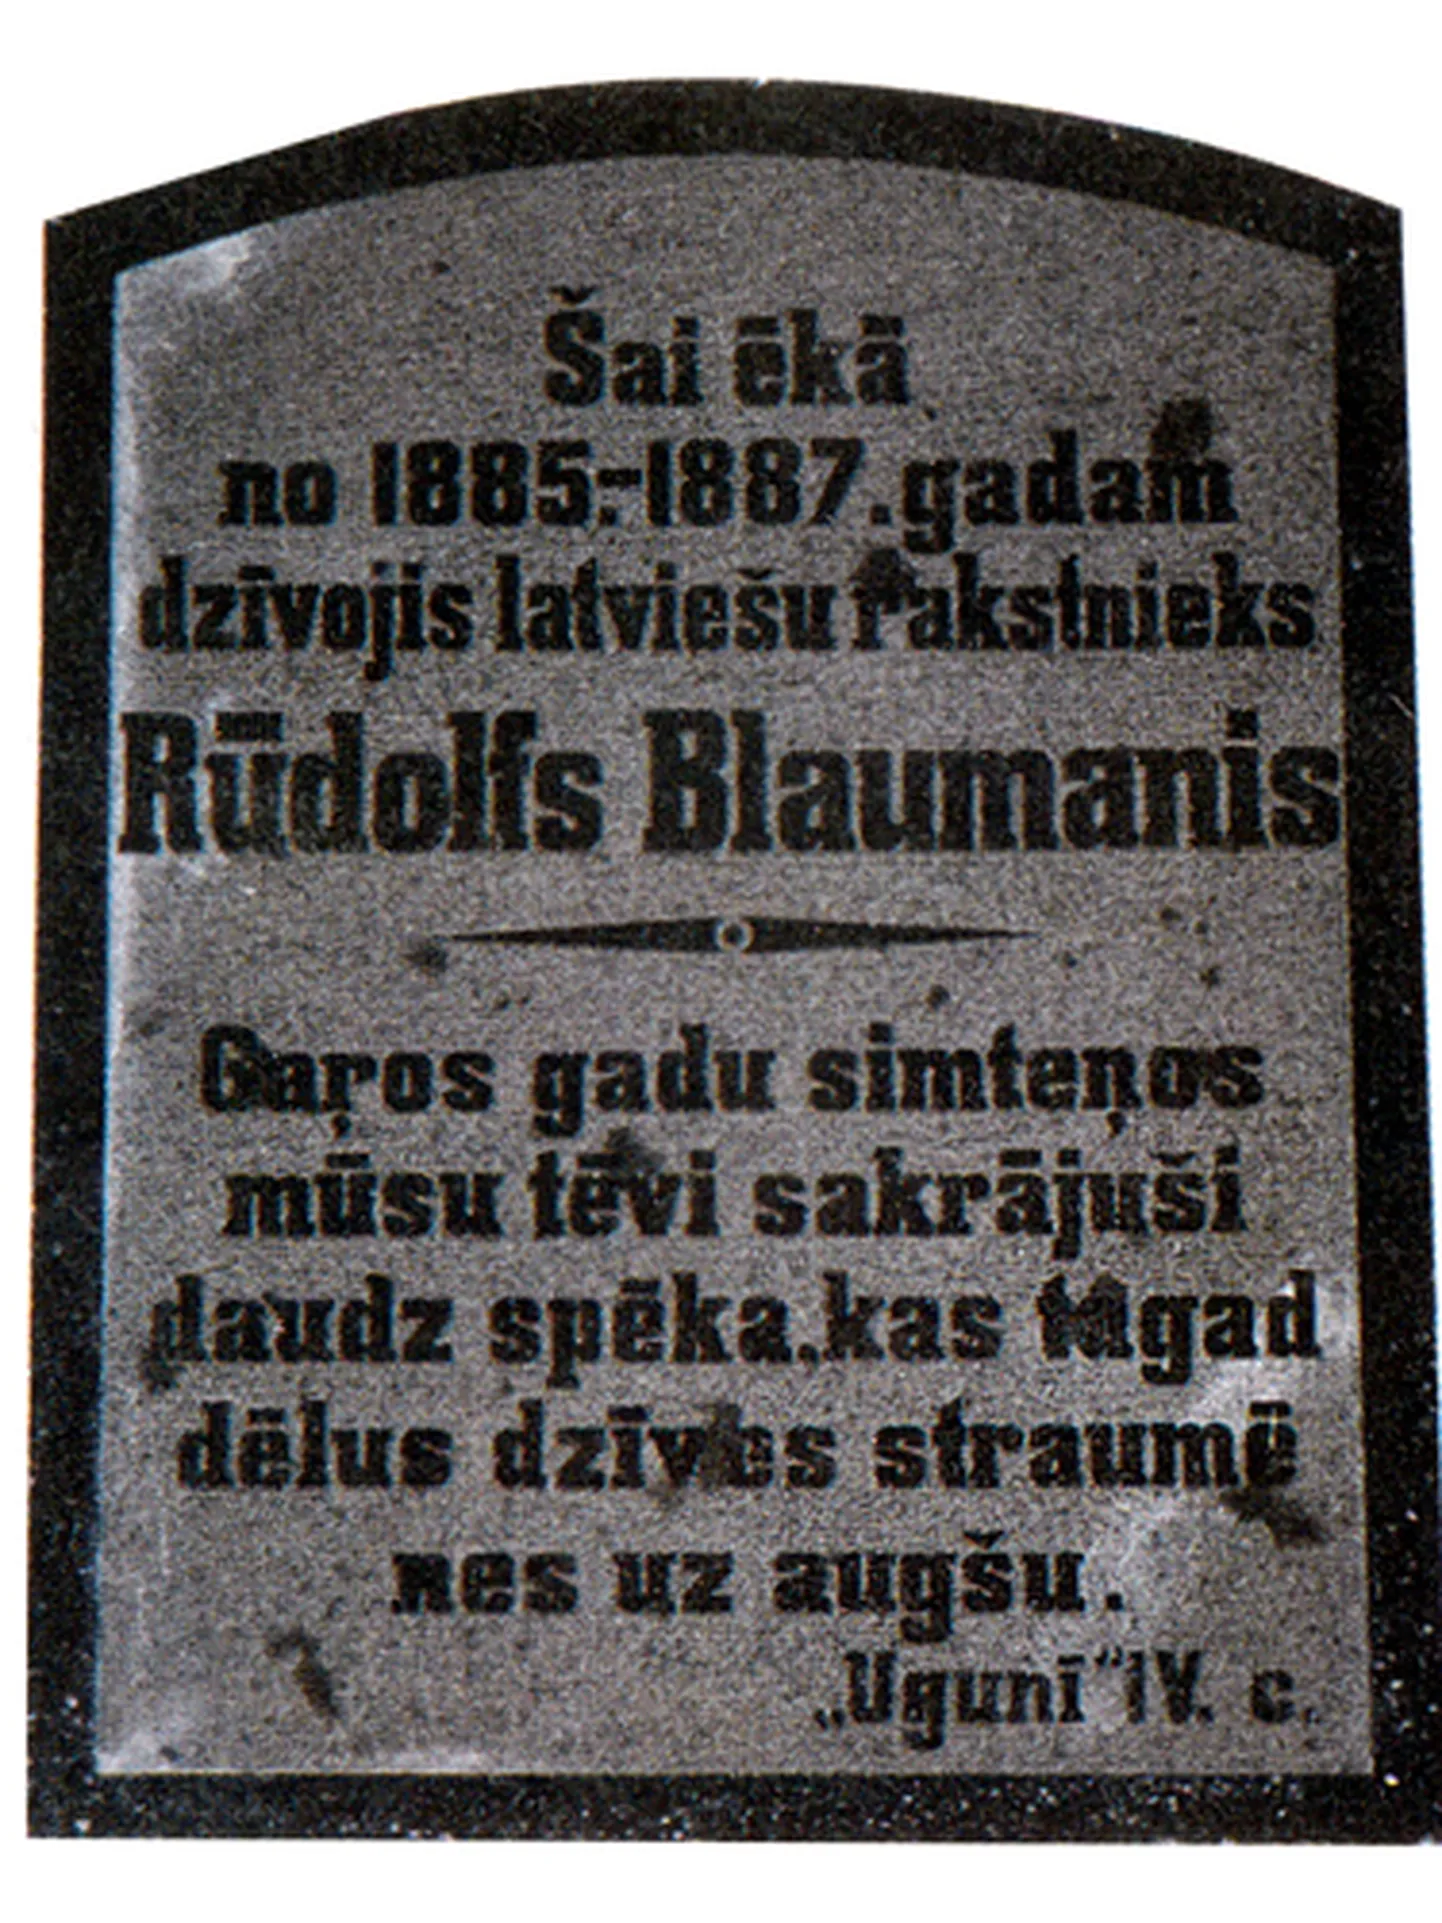 Šai ēkā
no 1885.-1887. gadam
dzīvojis latviešu rakstnieks
Rūdolfs Blaumanis
Gaŗos gadu simteņos
mūsu tēvi sakrājuši
daudz spēka, kas tagad
dēlus dzīves straumē
nes uz augšu.
„Ugunī" IV. c.